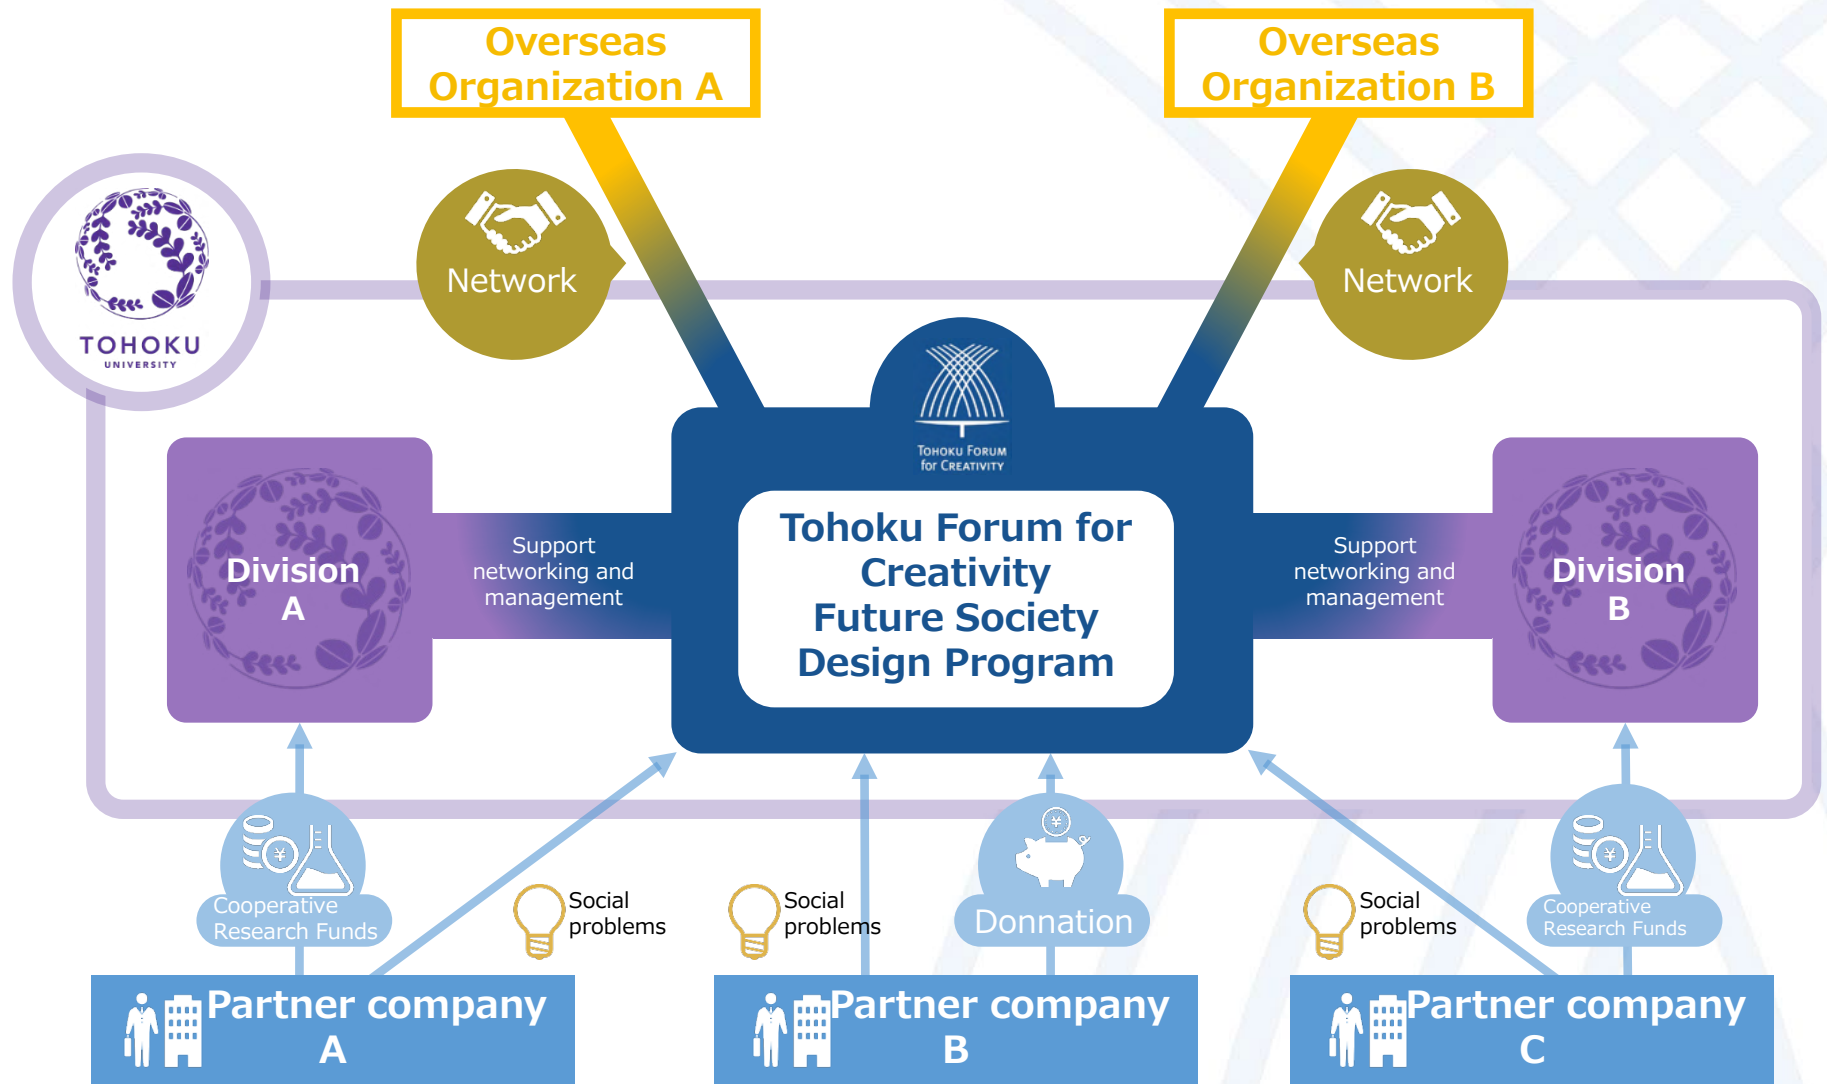 Overseas
Organization A
Overseas
Organization B
Network
Network
TOHOKU
UNIVERSITY
TOHOKU FORUM
for CREATIVITY
Tohoku Forum for
Creativity
Future Society
Design Program
Division
A
Support
networking and
management
Support
networking and
management
Division
B
Cooperative
Research Funds
Social
problems
Social
problems
¥
Donnation
Social
problems
Cooperative
Research Funds
¥
¥
Partner company
A
Partner company
B
Partner company
C